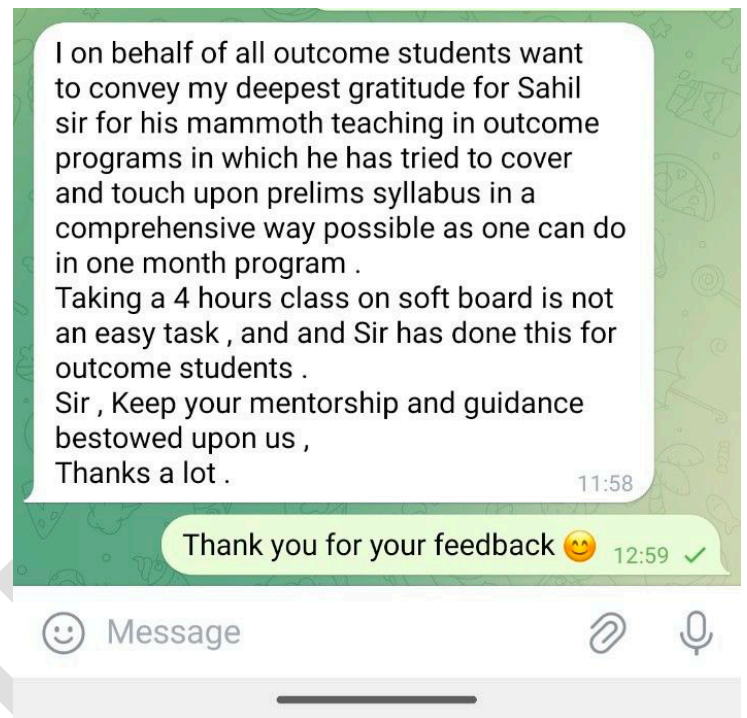 I on behalf of all outcome students want
to convey my deepest gratitude for Sahil
sir for his mammoth teaching in outcome
programs in which he has tried to cover
and touch upon prelims syllabus in a
comprehensive way possible as one can do
in one month program .
Taking a 4 hours class on soft board is not
an easy task , and and Sir has done this for
outcome students .
Sir , Keep your mentorship and guidance
bestowed upon us ,
Thanks a lot .
11:58
Thank you for your feedback 😊 12:59
Message